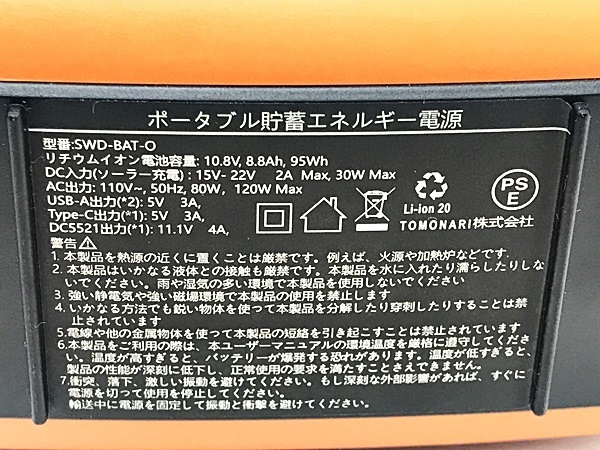 ポータブル貯蓄エネルギー電源
型番:SWD-BAT-O
リチウムイオン電池容量: 10.8V, 8.8Ah, 95Wh
DC入力(ソーラー充電) : 15V- 22V 2A Max, 30W Max
AC出力: 110V~, 50Hz, 80W, 120W Max
USB-A出力(*2): 5V 3A,
Type-C出力(*1): 5V 3A,
DC5521出力(*1): 11.1V 4A,
Li-ion 20
PSE
TOMONARI株式会社
警告
1. 本製品を熱源の近くに置くことは厳禁です。例えば、火源や加熱炉などです.
2. 本製品はいかなる液体との接触も厳禁です。本製品を水に入れたり濡らしたりしな
いでください。雨や湿気の多い環境で本製品を使用しないでください
3. 強い静電気や強い磁場環境で本製品の使用を禁止します
4. いかなる方法でも鋭い物体を使って本製品を分解したり穿刺したりすることは禁
止されています
5.電線や他の金属物体を使って本製品の短絡を引き起こすことは禁止されています
6.本製品をご利用の際は、本ユーザーマニュアルの環境温度を厳格に遵守してくださ
い。温度が高すぎると、バッテリーが爆発する恐れがあります。温度が低すぎると、
製品の性能が深刻に低下し、正常使用の要求を満たすことさえできません。
7.衝突、落下、激しい振動を避けてください。もし深刻な外部影響があれば、すぐに
電源を切って使用を停止してください。
輸送中に電源を固定して振動と衝撃を避けてください。